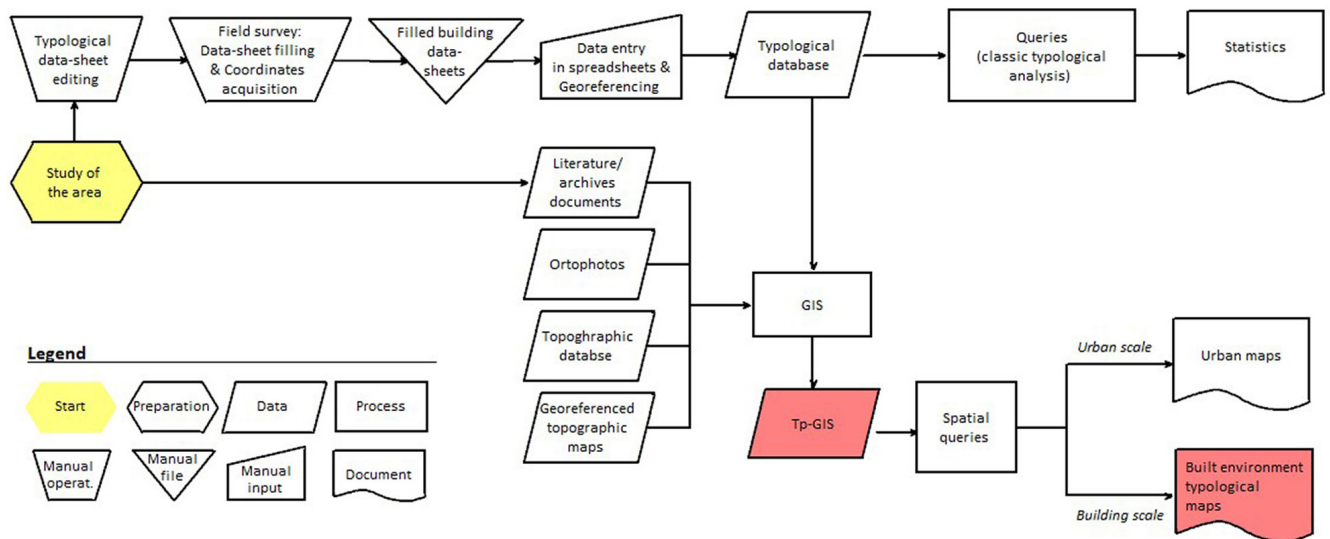 Typological
data-sheet
editing
Field survey:
Data-sheet filling
& Coordinates
acquisition
Filled building
data-
sheets
Data entry
in spreadsheets &
Georeferencing
Typological
database
Queries
(classic typological
analysis)
Statistics
Study of
the area
Literature/
archives
documents
Ortophotos
Topoghraphic
databse
Georeferenced
topographic
maps
GIS
Tp-GIS
Spatial
queries
Urban scale
Urban maps
Building scale
Built environment
typological
maps
Legend
Start
Preparation
Data
Process
Manual
operat.
Manual
file
Manual
input
Document